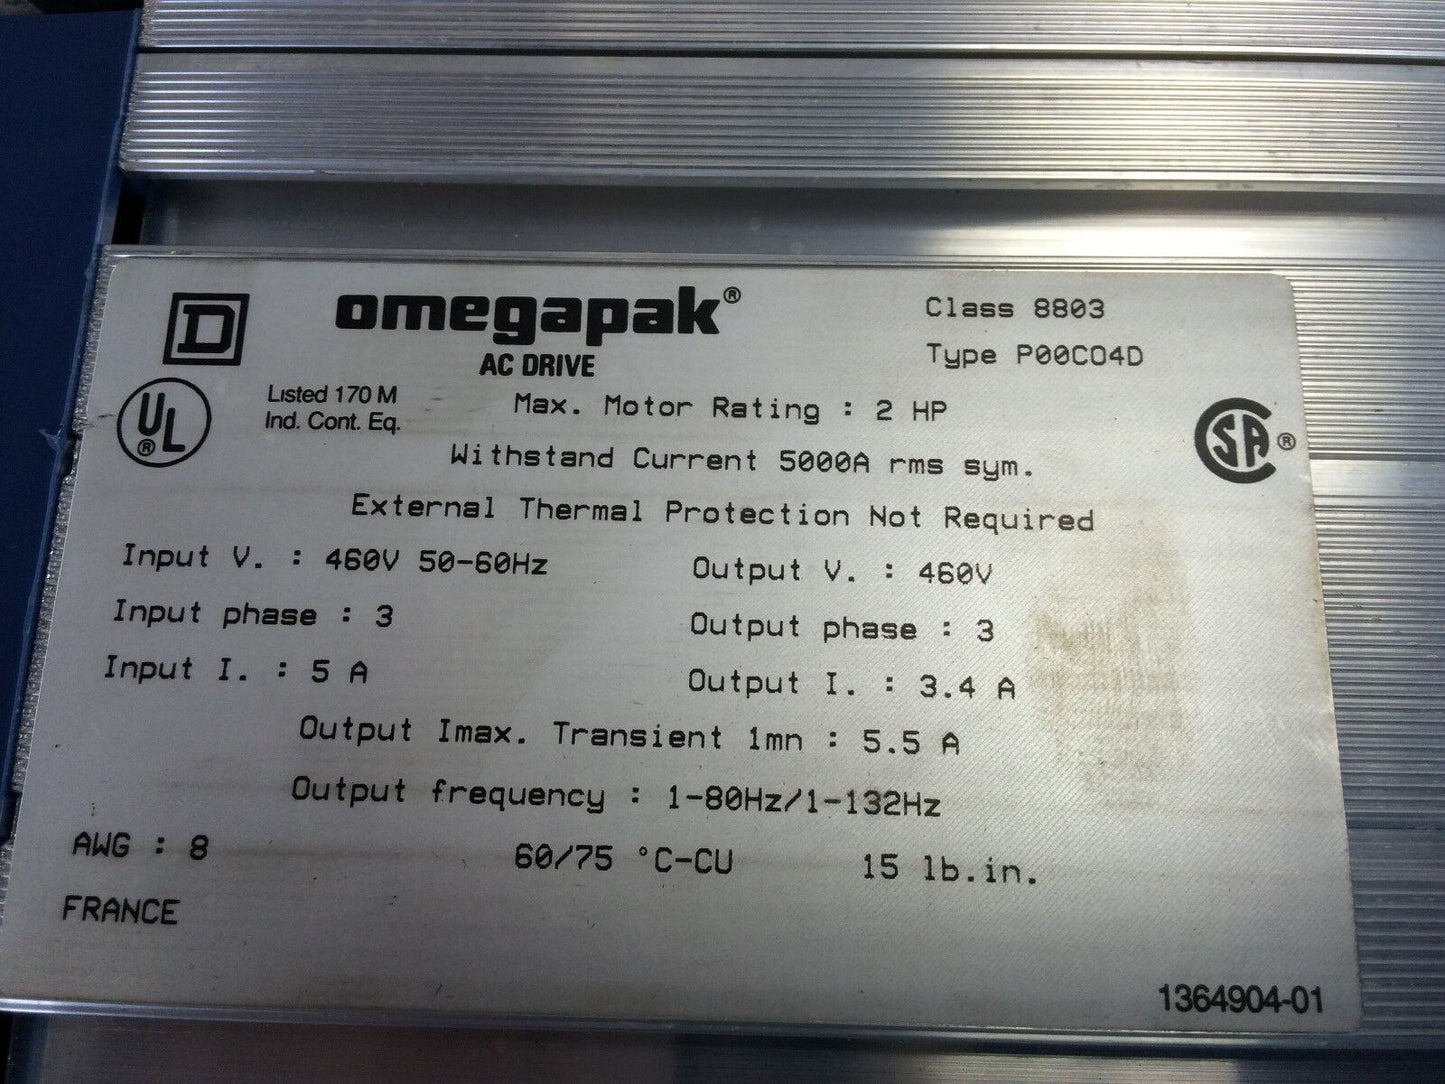 D
omegapak®
AC DRIVE
Class 8803
Type P00C04D
UL®
Listed 170 M
Ind. Cont. Eq.
Max. Motor Rating : 2 HP
SA®
Withstand Current 5000A rms sym.
External Thermal Protection Not Required
Input V. : 460V 50-60Hz Output V. : 460V
Input phase : 3 Output phase : 3
Input I. : 5 A Output I. : 3.4 A
Output Imax. Transient 1mn : 5.5 A
Output frequency : 1-80Hz/1-132Hz
AWG : 8 60/75 °C-CU 15 lb.in.
FRANCE
1364904-01